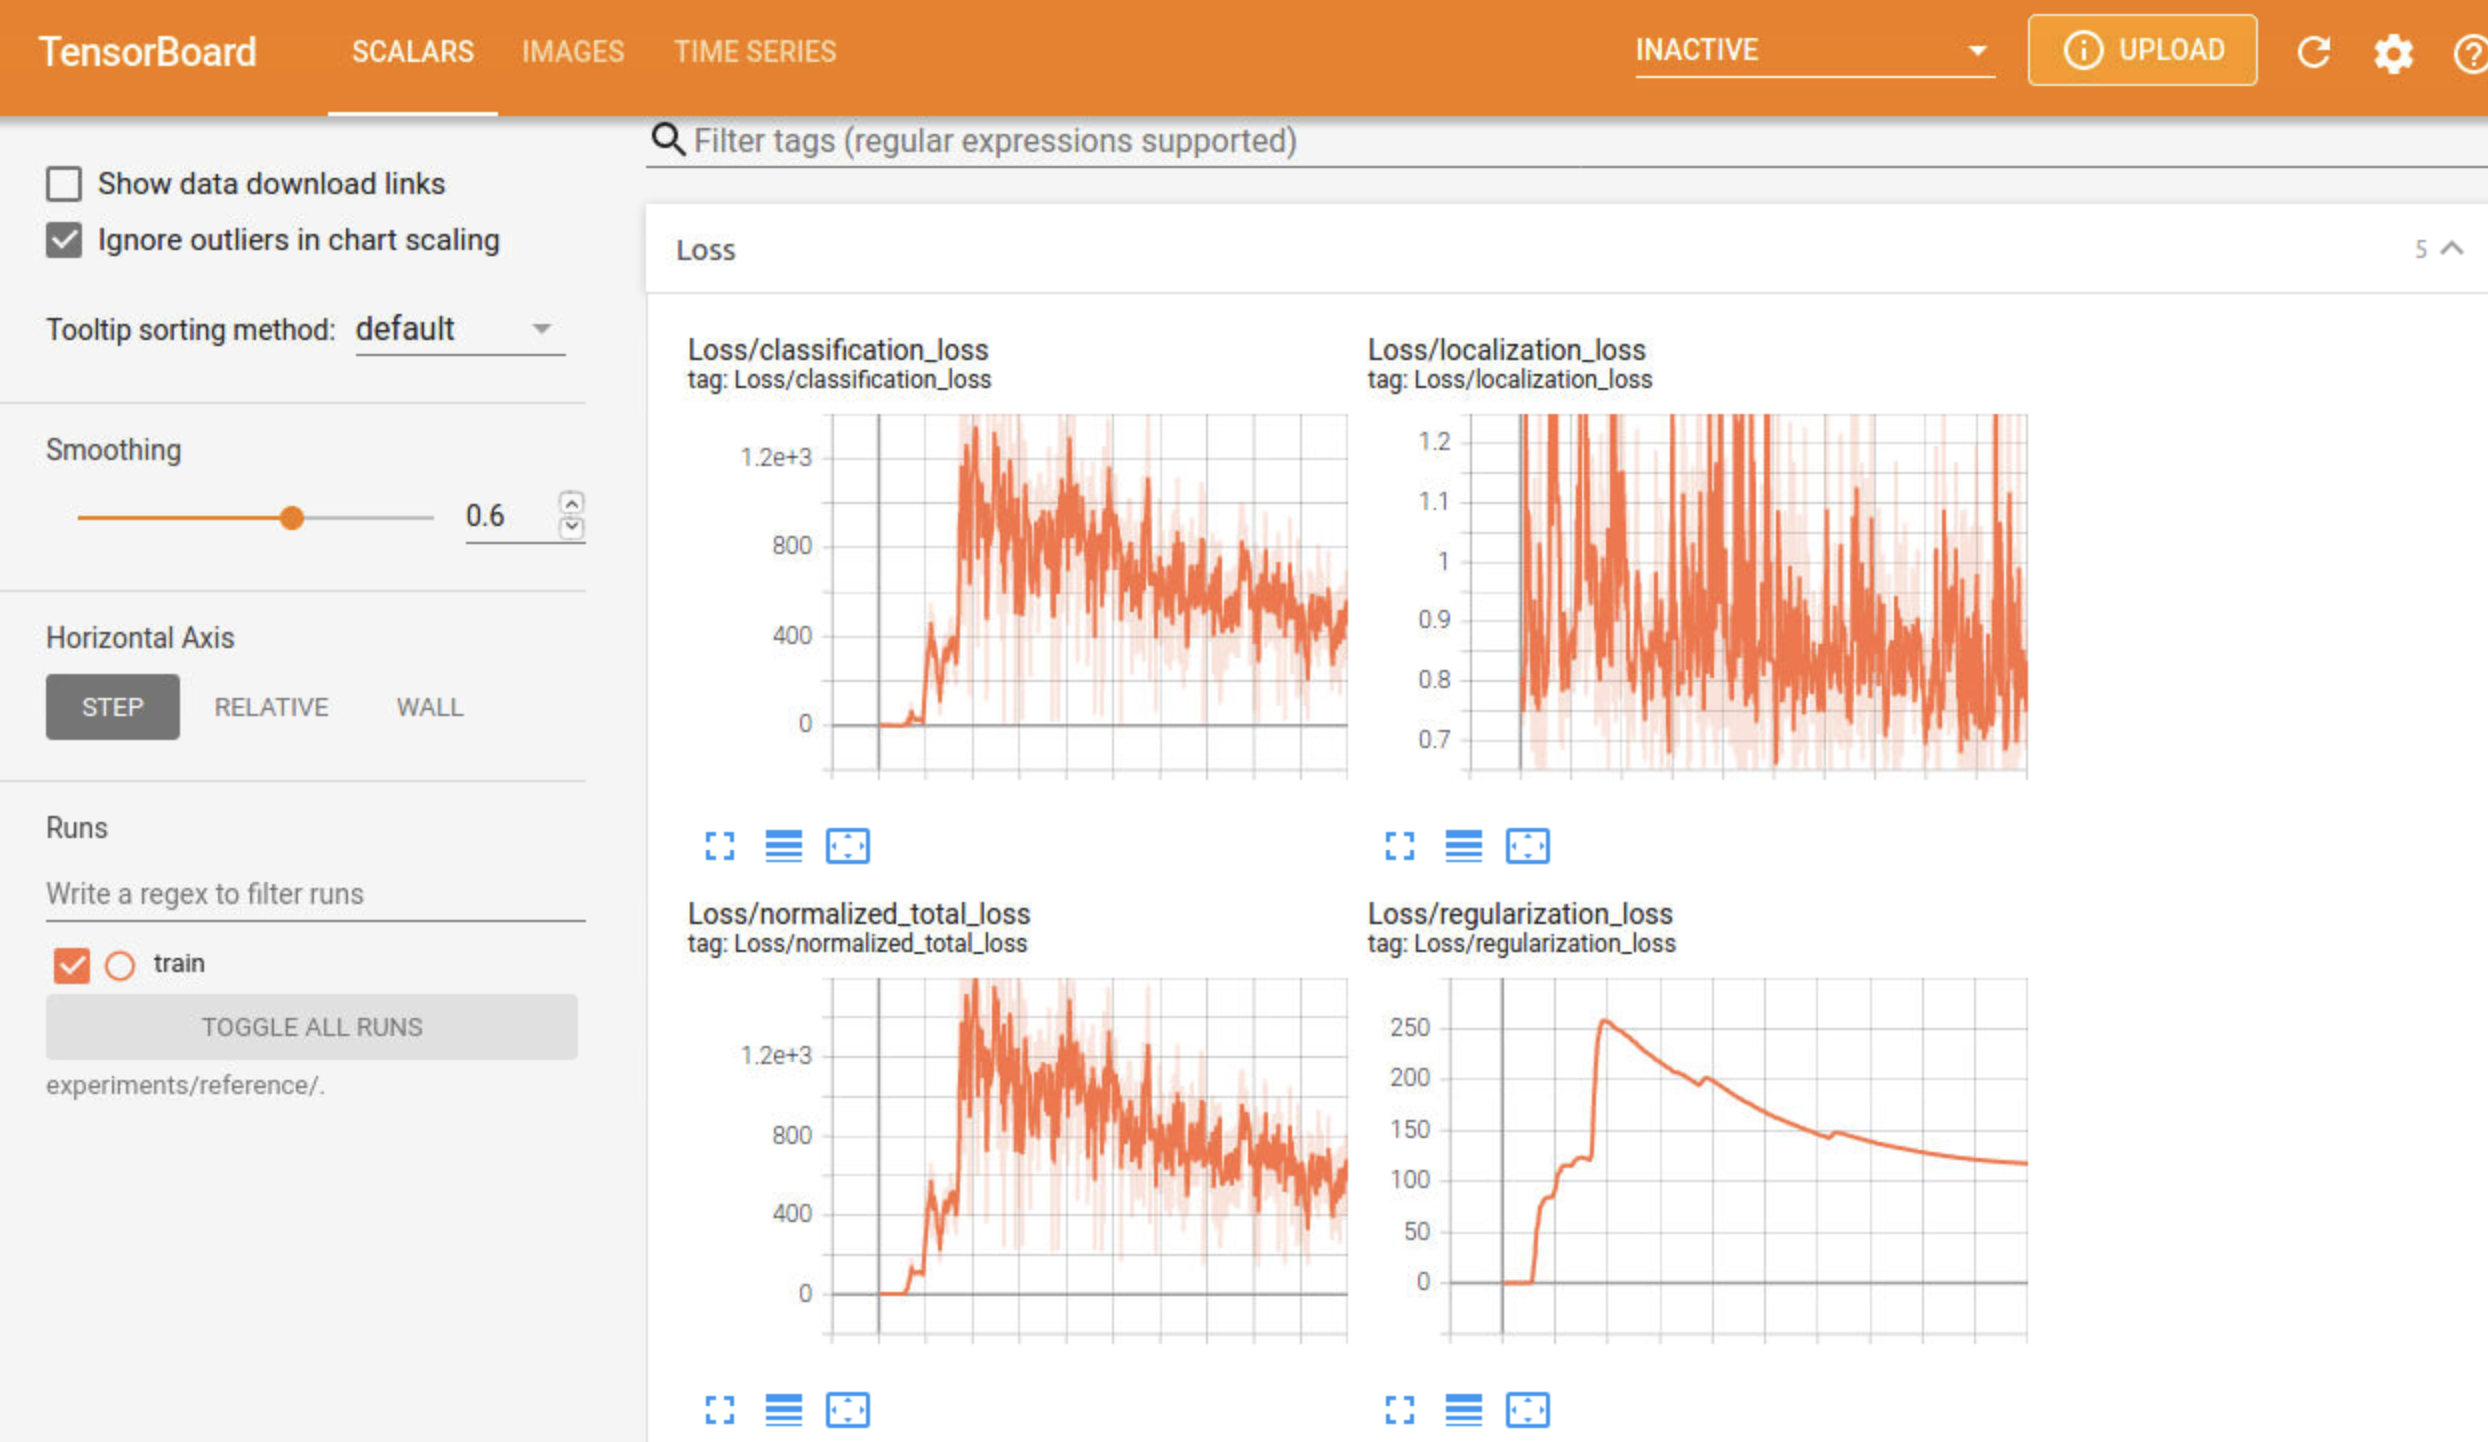 TensorBoard SCALARS IMAGES TIME SERIES INACTIVE UPLOAD
Filter tags (regular expressions supported)
Show data download links
Ignore outliers in chart scaling
Tooltip sorting method: default
Smoothing
0.6
Horizontal Axis
STEP RELATIVE WALL
Runs
Write a regex to filter runs
train
TOGGLE ALL RUNS
experiments/reference/.
Loss 5
Loss/classification_loss
tag: Loss/classification_loss
1.2e+3
800
400
0
Loss/localization_loss
tag: Loss/localization_loss
1.2
1.1
1
0.9
0.8
0.7
Loss/normalized_total_loss
tag: Loss/normalized_total_loss
1.2e+3
800
400
0
Loss/regularization_loss
tag: Loss/regularization_loss
250
200
150
100
50
0